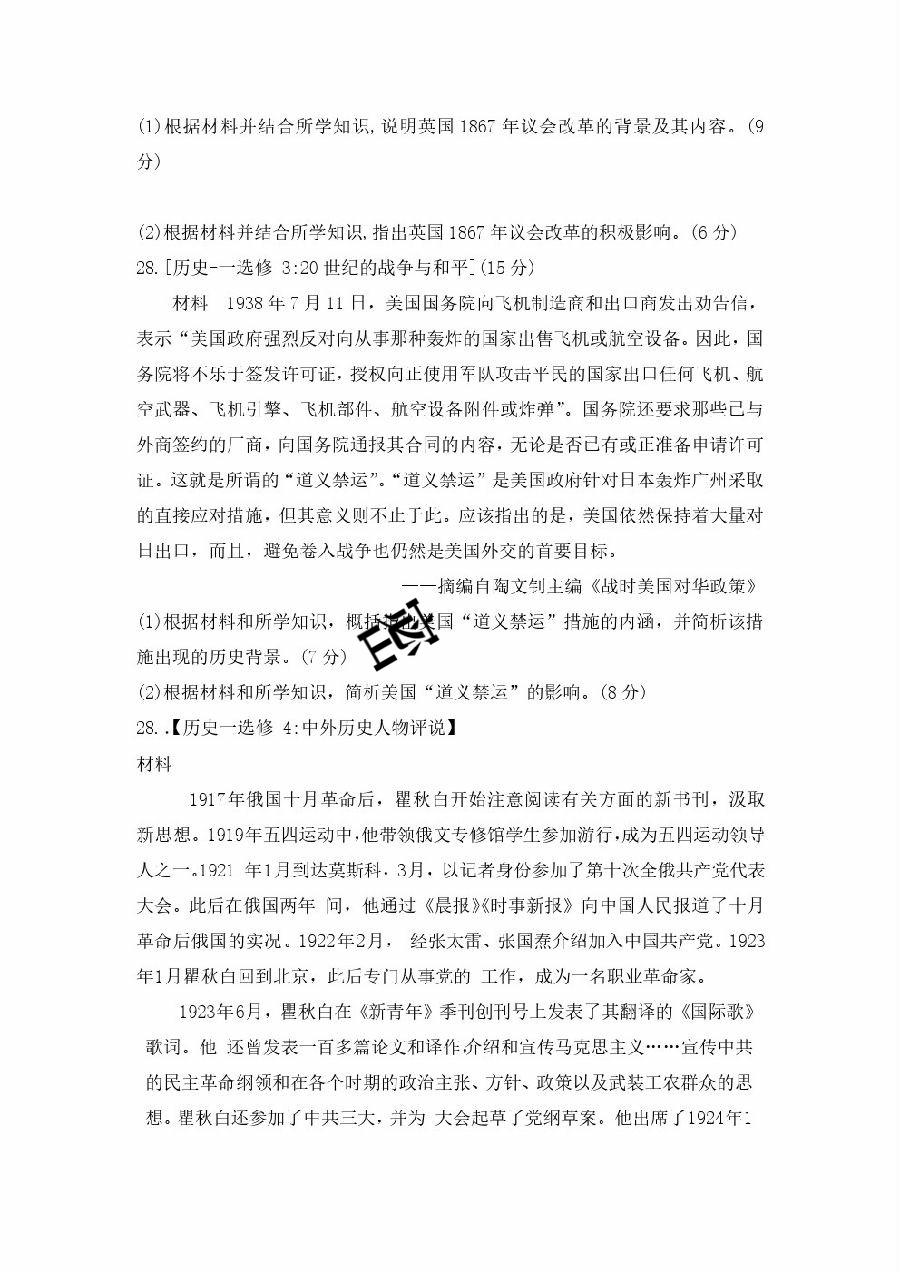 (1)根据材料并结合所学知识,说明英国1867年议会改革的背景及其内容。(9
分)
(2)根据材料并结合所学知识,指出英国1867年议会改革的积极影响。(6分)
28.[历史-一选修 3:20世纪的战争与和平](15分)
材料 1938年7月11日，美国国务院向飞机制造商和出口商发出劝告信，
表示“美国政府强烈反对向从事那种轰炸的国家出售飞机或航空设备。因此，国
务院将不乐于签发许可证，授权向正使用军队攻击平民的国家出口任何飞机、航
空武器、飞机引擎、飞机部件、航空设备附件或炸弹”。国务院还要求那些已与
外商签约的厂商，向国务院通报其合同的内容，无论是否已有或正准备申请许可
证。这就是所谓的“道义禁运”。“道义禁运”是美国政府针对日本轰炸广州采取
的直接应对措施，但其意义则不止于此。应该指出的是，美国依然保持着大量对
日出口，而且，避免卷入战争也仍然是美国外交的首要目标。
——摘编自陶文钊主编《战时美国对华政策》
(1)根据材料和所学知识，概括指出美国“道义禁运”措施的内涵，并简析该措
施出现的历史背景。(7分)
(2)根据材料和所学知识，简析美国“道义禁运”的影响。(8分)
28..【历史一选修 4:中外历史人物评说】
材料
1917年俄国十月革命后，瞿秋白开始注意阅读有关方面的新书刊，汲取
新思想。1919年五四运动中，他带领俄文专修馆学生参加游行，成为五四运动领导
人之一。1921 年1月到达莫斯科，3月，以记者身份参加了第十次全俄共产党代表
大会。此后在俄国两年 间，他通过《晨报》《时事新报》向中国人民报道了十月
革命后俄国的实况。1922年2月， 经张太雷、张国焘介绍加入中国共产党。1923
年1月瞿秋白回到北京，此后专门从事党的 工作，成为一名职业革命家。
1923年6月，瞿秋白在《新青年》季刊创刊号上发表了其翻译的《国际歌》
歌词。他 还曾发表一百多篇论文和译作,介绍和宣传马克思主义……宣传中共
的民主革命纲领和在各个时期的政治主张、方针、政策以及武装工农群众的思
想。瞿秋白还参加了中共三大，并为 大会起草了党纲草案。他出席了1924年1